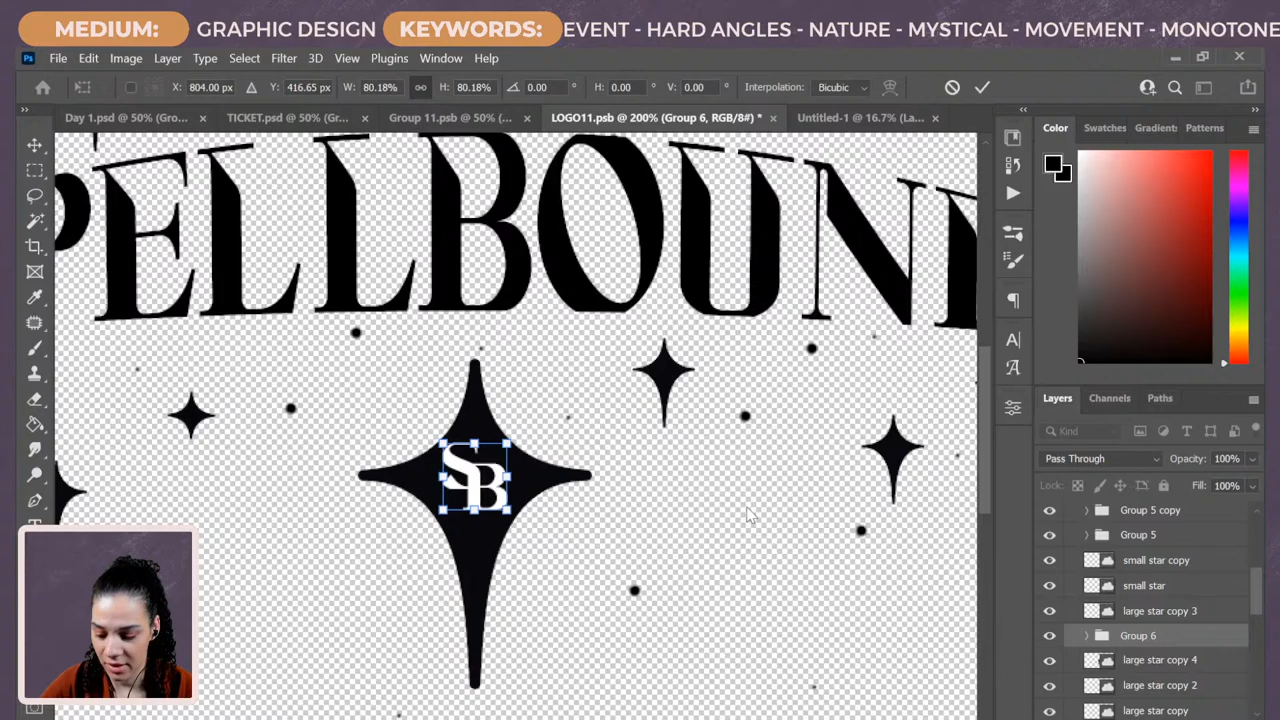 MEDIUM: GRAPHIC DESIGN KEYWORDS: EVENT - HARD ANGLES - NATURE - MYSTICAL - MOVEMENT - MONOTONE
Ps File Edit Image Layer Type Select Filter 3D View Plugins Window Help
X: 804.00 px Y: 416.65 px W: 80.18% H: 80.18% 0.00 ° H: 0.00 ° V: 0.00 ° Interpolation: Bicubic
Day 1.psd @ 50% (Gro... × TICKET.psd @ 50% (Gr... × Group 11.psb @ 50% (... × LOGO11.psb @ 200% (Group 6, RGB/8#) * × Untitled-1 @ 16.7% (La... ×
PELLBOUN
SB
Color Swatches Gradients Patterns
Layers Channels Paths
Kind
Pass Through Opacity: 100%
Lock: Fill: 100%
Group 5 copy
Group 5
small star copy
small star
large star copy 3
Group 6
large star copy 4
large star copy 2
large star copy